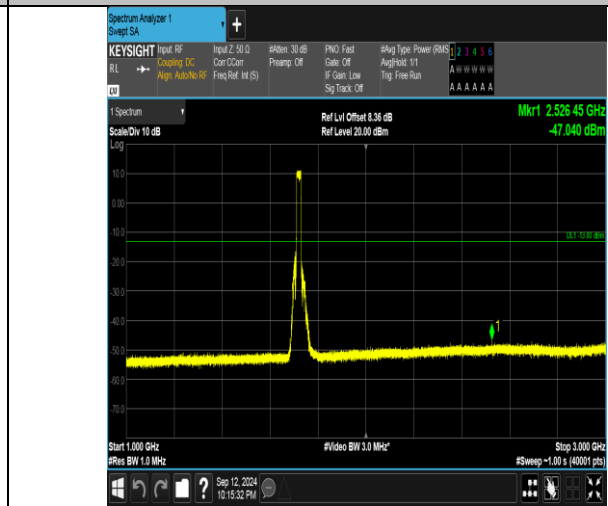 Spectrum Analyzer 1
Swept SA
+
KEYSIGHT
RL
Input: RF
Coupling: DC
Align: Auto/No RF
Input Z: 50 Ω
Corr CCorr
Freq Ref: Int (S)
#Atten: 30 dB
Preamp: Off
PNO: Fast
Gate: Off
IF Gain: Low
Sig Track: Off
#Avg Type: Power (RMS
Avg|Hold: 1/1
Trig: Free Run
1 2 3 4 5 6
A W W W W W
A A A A A A
1 Spectrum
Scale/Div 10 dB
Log
Ref Lvl Offset 8.36 dB
Ref Level 20.00 dBm
Mkr1 2.526 45 GHz
-47.040 dBm
10.0
0.00
-10.0
-20.0
-30.0
-40.0
-50.0
-60.0
-70.0
DL1 -13.00 dBm
1
Start 1.000 GHz
#Res BW 1.0 MHz
#Video BW 3.0 MHz*
Stop 3.000 GHz
#Sweep ~1.00 s (40001 pts)
?
Sep 12, 2024
10:15:32 PM